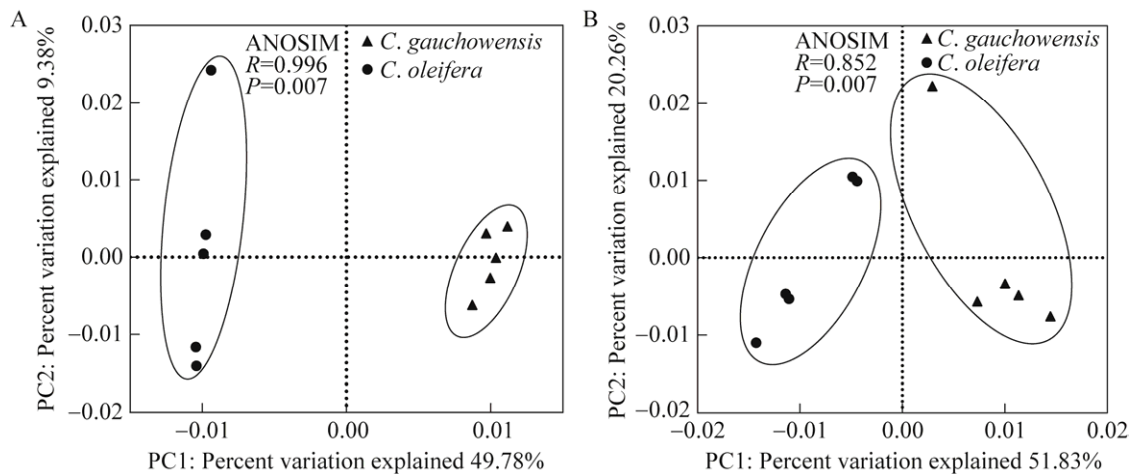 A
ANOSIM
R=0.996
P=0.007
C. gauchowensis
C. oleifera
PC2: Percent variation explained 9.38%
0.03
0.02
0.01
0.00
−0.01
−0.02
−0.01
0.00
0.01
PC1: Percent variation explained 49.78%
B
ANOSIM
R=0.852
P=0.007
C. gauchowensis
C. oleifera
PC2: Percent variation explained 20.26%
0.03
0.02
0.01
0.00
−0.01
−0.02
−0.02
−0.01
0.00
0.01
0.02
PC1: Percent variation explained 51.83%